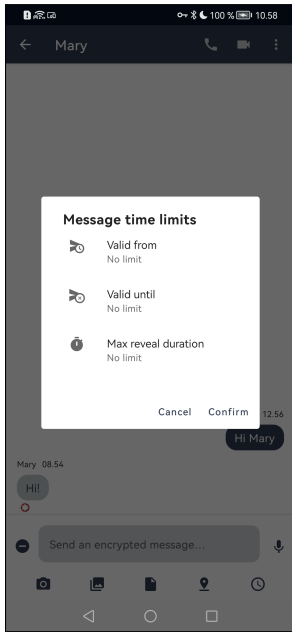 100 % 10.58
Mary
Message time limits
Valid from
No limit
Valid until
No limit
Max reveal duration
No limit
Cancel Confirm
12.56
Hi Mary
Mary 08.54
Hi!
Send an encrypted message...